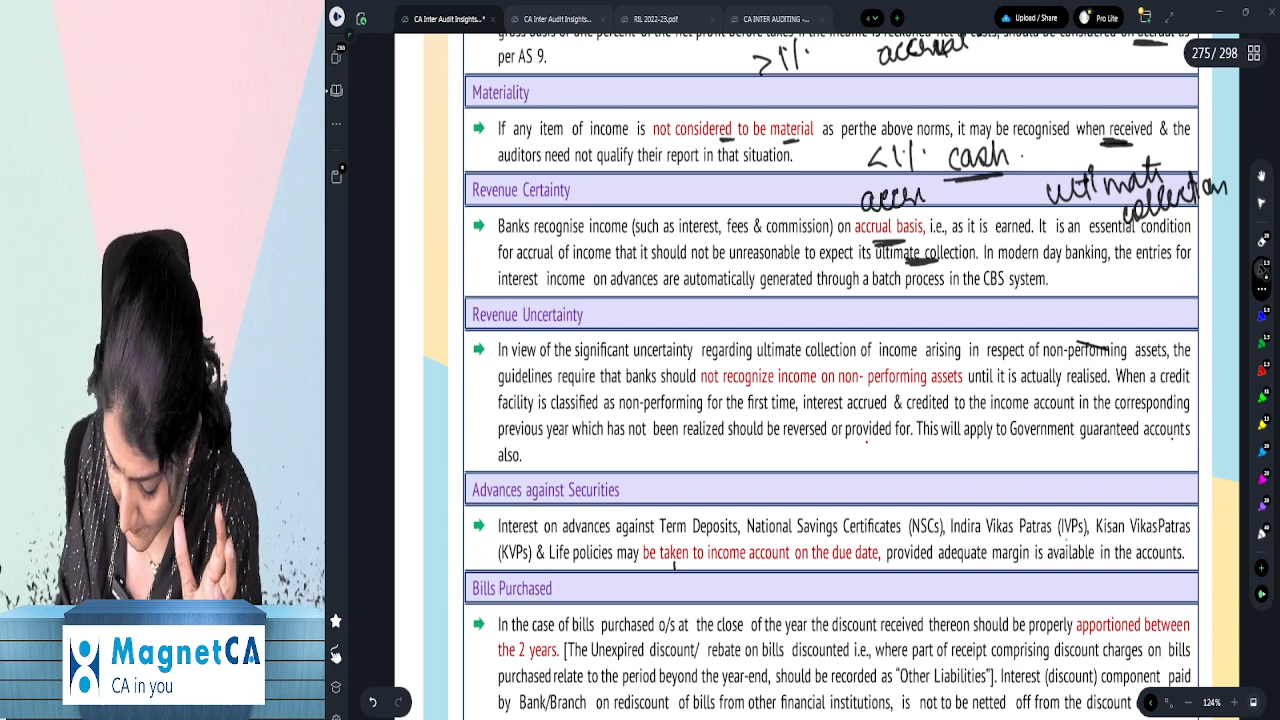 CA Inter Audit Insights...*
CA Inter Audit Insights...
RIL 2022-23.pdf
CA INTER AUDITING -...
4
Upload / Share
Pro Lite
275 / 298
per AS 9.
>1%
accrual
Materiality
If any item of income is not considered to be material as perthe above norms, it may be recognised when received & the
auditors need not qualify their report in that situation.
<1% cash.
Revenue Certainty
ultimate
collection
Banks recognise income (such as interest, fees & commission) on accrual basis, i.e., as it is earned. It is an essential condition
for accrual of income that it should not be unreasonable to expect its ultimate collection. In modern day banking, the entries for
interest income on advances are automatically generated through a batch process in the CBS system.
Revenue Uncertainty
In view of the significant uncertainty regarding ultimate collection of income arising in respect of non-performing assets, the
guidelines require that banks should not recognize income on non- performing assets until it is actually realised. When a credit
facility is classified as non-performing for the first time, interest accrued & credited to the income account in the corresponding
previous year which has not been realized should be reversed or provided for. This will apply to Government guaranteed accounts
also.
Advances against Securities
Interest on advances against Term Deposits, National Savings Certificates (NSCs), Indira Vikas Patras (IVPs), Kisan VikasPatras
(KVPs) & Life policies may be taken to income account on the due date, provided adequate margin is available in the accounts.
Bills Purchased
In the case of bills purchased o/s at the close of the year the discount received thereon should be properly apportioned between
the 2 years. [The Unexpired discount/ rebate on bills discounted i.e., where part of receipt comprising discount charges on bills
purchased relate to the period beyond the year-end, should be recorded as “Other Liabilities”]. Interest (discount) component paid
by Bank/Branch on rediscount of bills from other financial institutions, is not to be netted off from the discount
124%
MagnetCA
CA in you